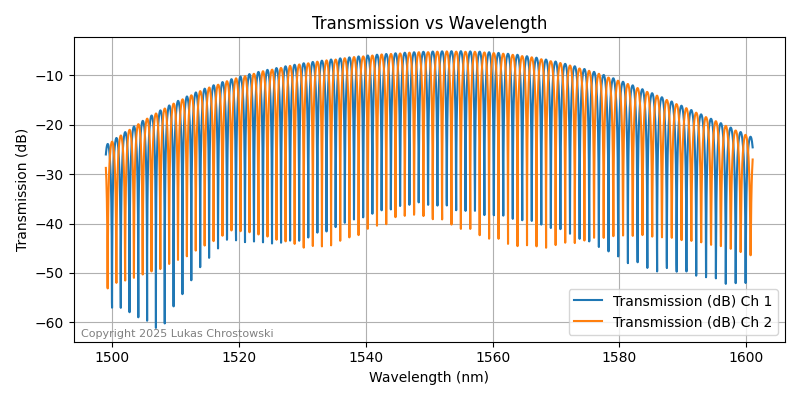 Transmission vs Wavelength
Transmission (dB)
−10
−20
−30
−40
−50
−60
Copyright 2025 Lukas Chrostowski
Transmission (dB) Ch 1
Transmission (dB) Ch 2
1500 1520 1540 1560 1580 1600
Wavelength (nm)